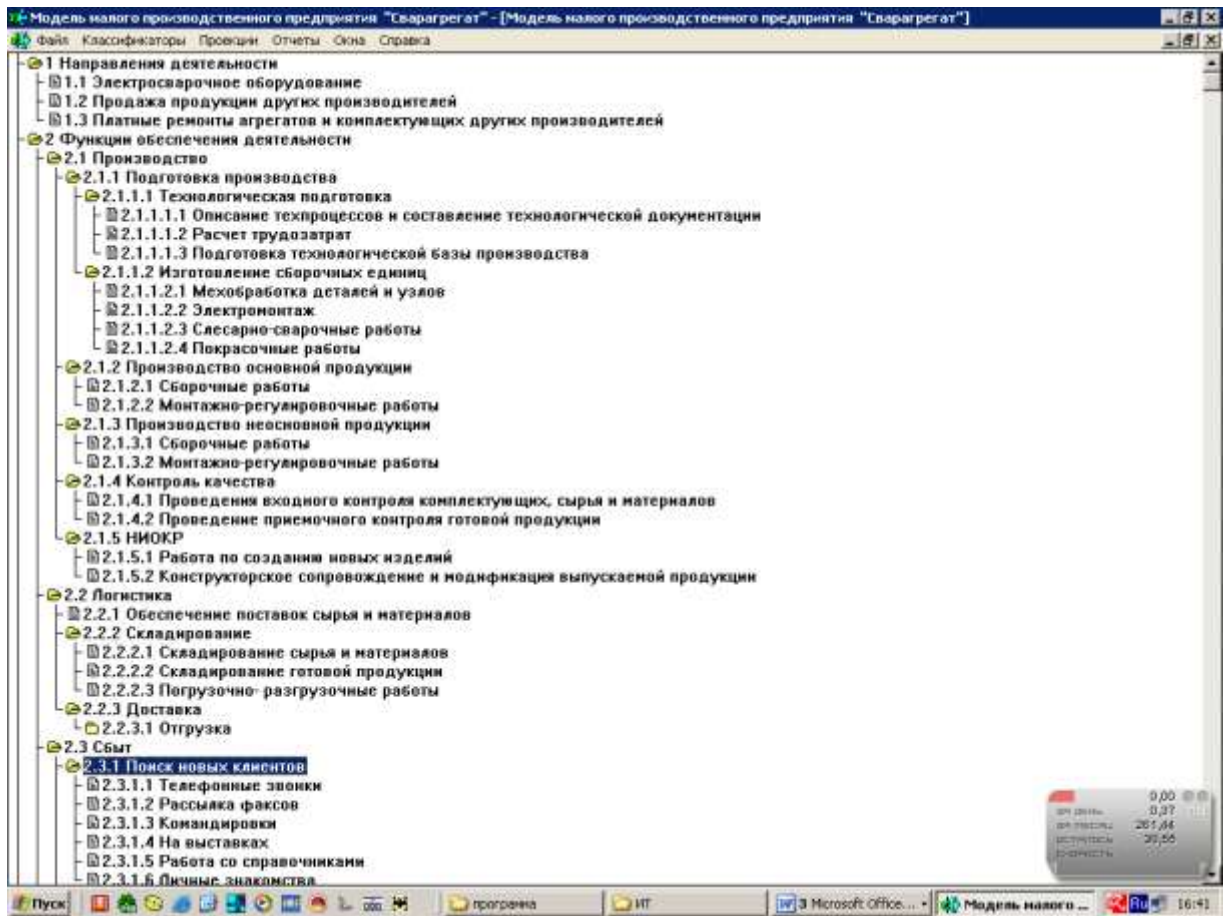 Модель малого производственного предприятия "Сварагрегат" - [Модель малого производственного предприятия "Сварагрегат"]
Файл Классификаторы Проекции Отчеты Окна Справка
1 Направления деятельности
1.1 Электросварочное оборудование
1.2 Продажа продукции других производителей
1.3 Платные ремонты агрегатов и комплектующих других производителей
2 Функции обеспечения деятельности
2.1 Производство
2.1.1 Подготовка производства
2.1.1.1 Технологическая подготовка
2.1.1.1.1 Описание техпроцессов и составление технологической документации
2.1.1.1.2 Расчет трудозатрат
2.1.1.1.3 Подготовка технологической базы производства
2.1.1.2 Изготовление сборочных единиц
2.1.1.2.1 Мехобработка деталей и узлов
2.1.1.2.2 Электромонтаж
2.1.1.2.3 Слесарно-сварочные работы
2.1.1.2.4 Покрасочные работы
2.1.2 Производство основной продукции
2.1.2.1 Сборочные работы
2.1.2.2 Монтажно-регулировочные работы
2.1.3 Производство неосновной продукции
2.1.3.1 Сборочные работы
2.1.3.2 Монтажно-регулировочные работы
2.1.4 Контроль качества
2.1.4.1 Проведения входного контроля комплектующих, сырья и материалов
2.1.4.2 Проведение приемочного контроля готовой продукции
2.1.5 НИОКР
2.1.5.1 Работа по созданию новых изделий
2.1.5.2 Конструкторское сопровождение и модификация выпускаемой продукции
2.2 Логистика
2.2.1 Обеспечение поставок сырья и материалов
2.2.2 Складирование
2.2.2.1 Складирование сырья и материалов
2.2.2.2 Складирование готовой продукции
2.2.2.3 Погрузочно- разгрузочные работы
2.2.3 Доставка
2.2.3.1 Отгрузка
2.3 Сбыт
2.3.1 Поиск новых клиентов
2.3.1.1 Телефонные звонки
2.3.1.2 Рассылка факсов
2.3.1.3 Командировки
2.3.1.4 На выставках
2.3.1.5 Работа со справочниками
2.3.1.6 Личные знакомства
0,00
0,37
261,44
Пуск программа ИТ 3 Microsoft Office... Модель малого ... Ru 16:41